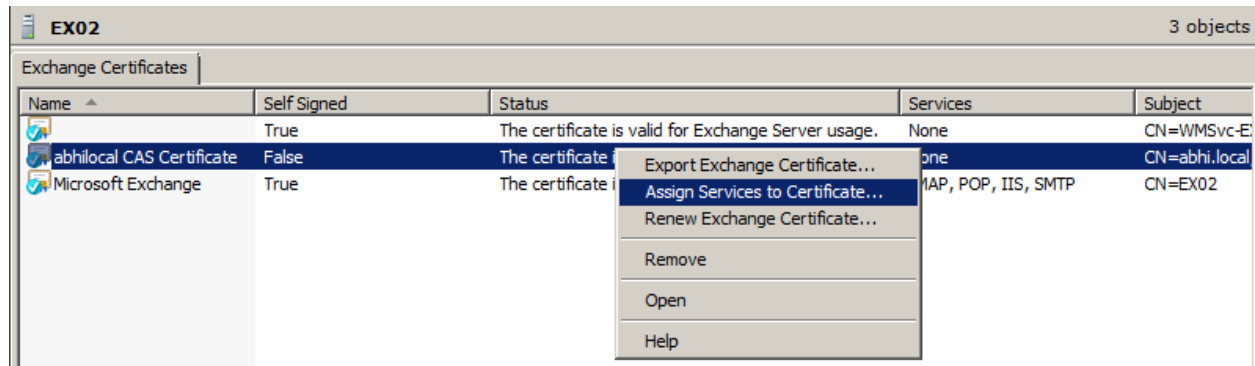 EX02 3 objects
Exchange Certificates
Name Self Signed Status Services Subject
True The certificate is valid for Exchange Server usage. None CN=WMSvc-E
abhilocal CAS Certificate False The certificate i one CN=abhi.local
Microsoft Exchange True The certificate i MAP, POP, IIS, SMTP CN=EX02
Export Exchange Certificate...
Assign Services to Certificate...
Renew Exchange Certificate...
Remove
Open
Help